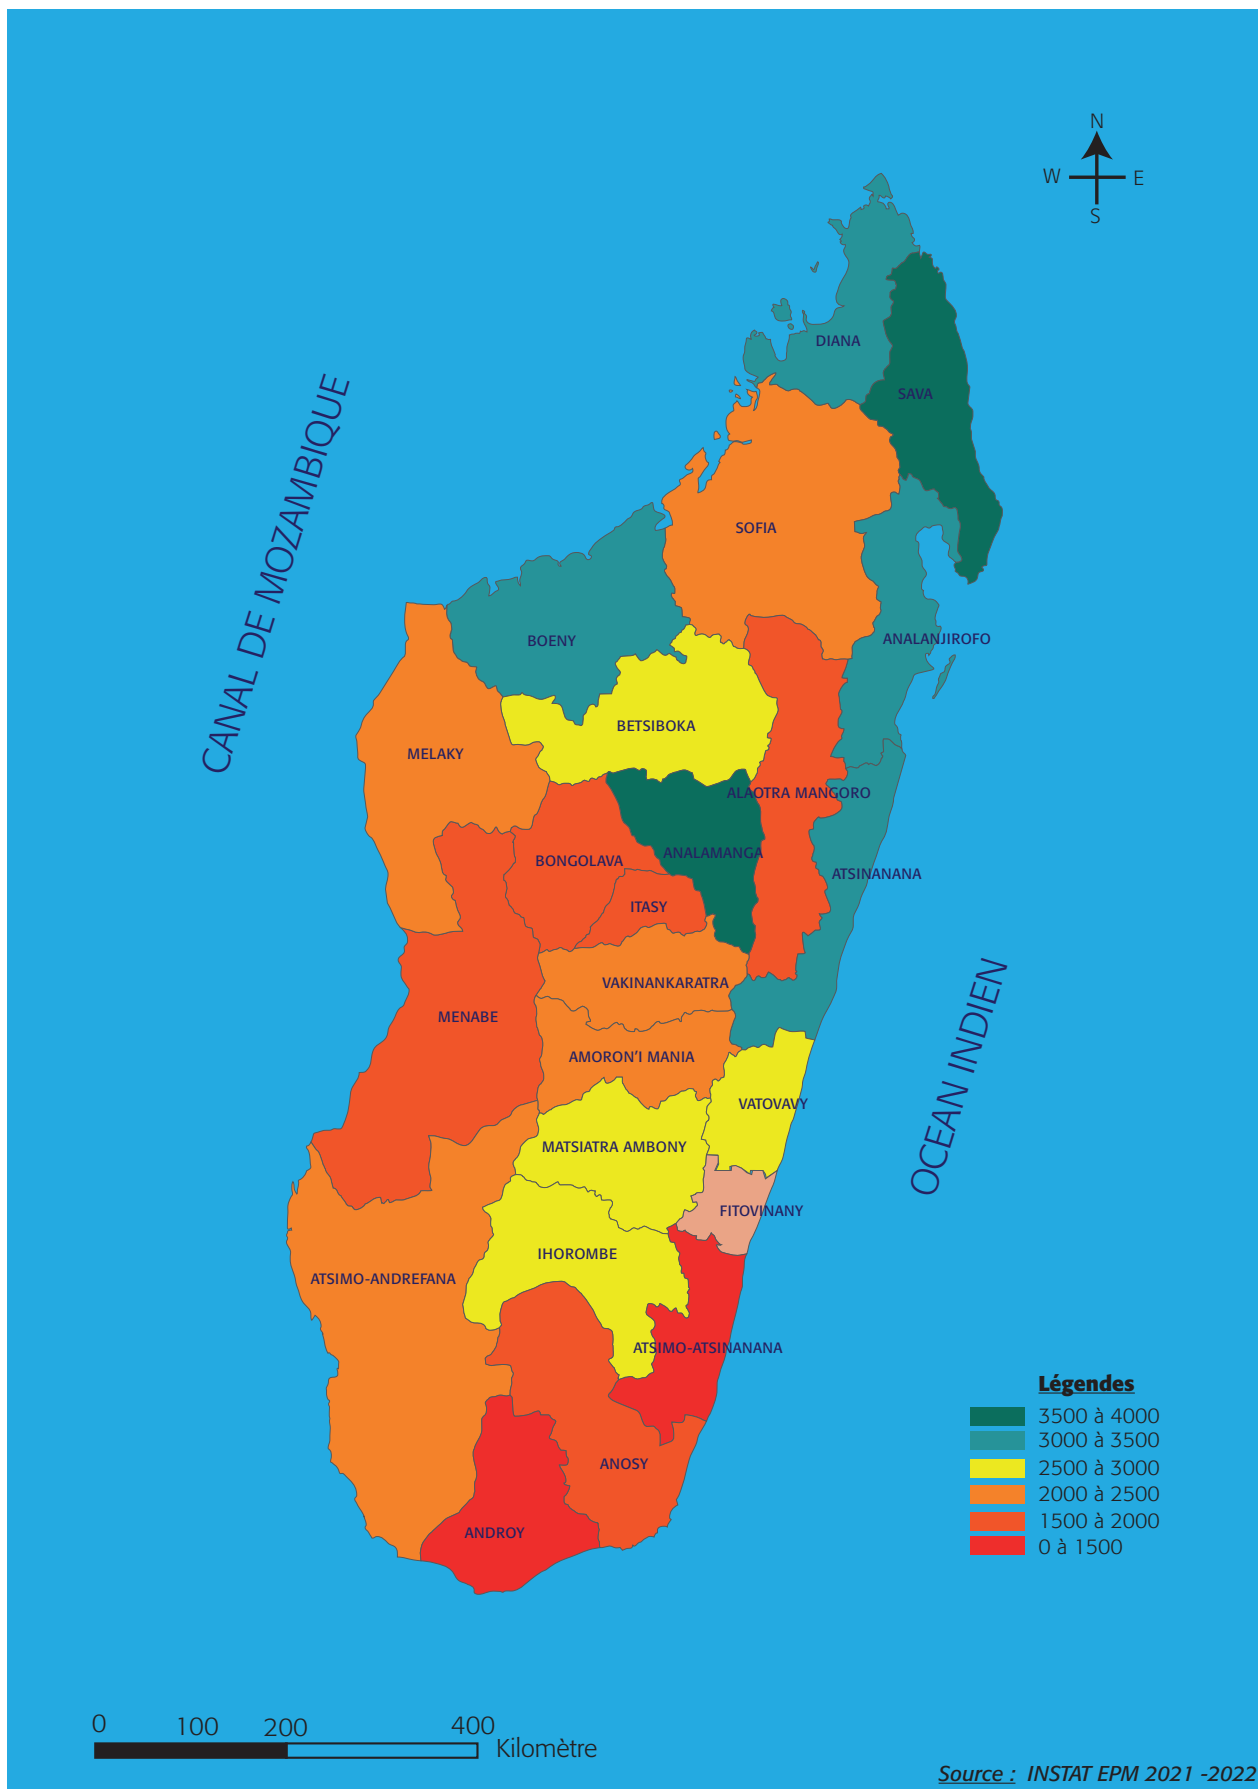 N
W E
S
DIANA
SAVA
CANAL DE MOZAMBIQUE
SOFIA
ANALANJIROFO
BOENY
BETSIBOKA
MELAKY
ALAOTRA MANGORO
ANALAMANGA
BONGOLAVA
ATSINANANA
ITASY
VAKINANKARATRA
MENABE
OCEAN INDIEN
AMORON'I MANIA
VATOVAVY
MATSIATRA AMBONY
FITOVINANY
IHOROMBE
ATSIMO-ANDREFANA
ATSIMO-ATSINANANA
Légendes
3500 à 4000
3000 à 3500
2500 à 3000
2000 à 2500
1500 à 2000
0 à 1500
ANOSY
ANDROY
0 100 200 400
Kilomètre
Source : INSTAT EPM 2021 -2022